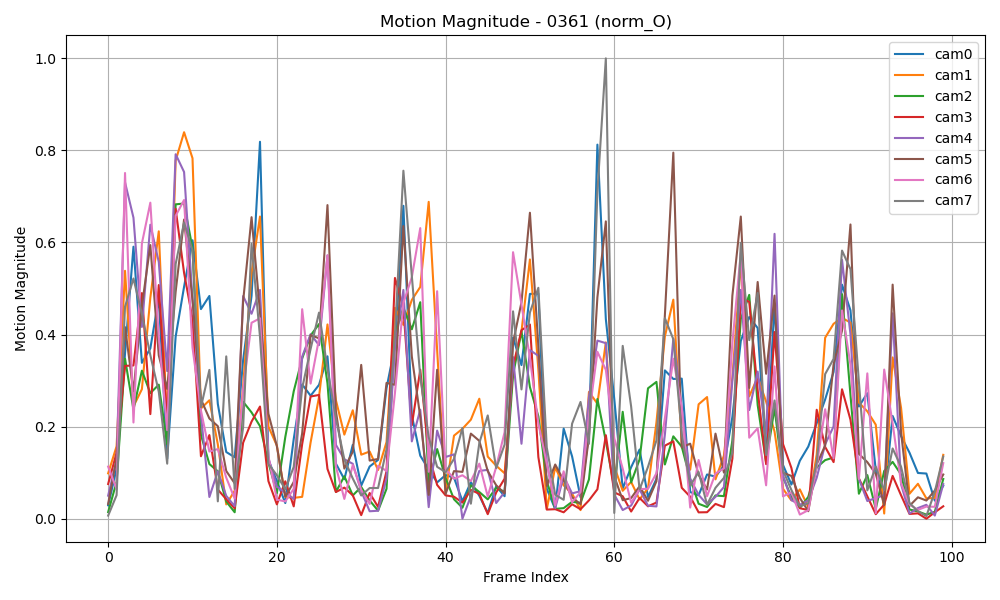 Motion Magnitude - 0361 (norm_O)
Motion Magnitude
1.0
0.8
0.6
0.4
0.2
0.0
0
20
40
60
80
100
Frame Index
cam0
cam1
cam2
cam3
cam4
cam5
cam6
cam7